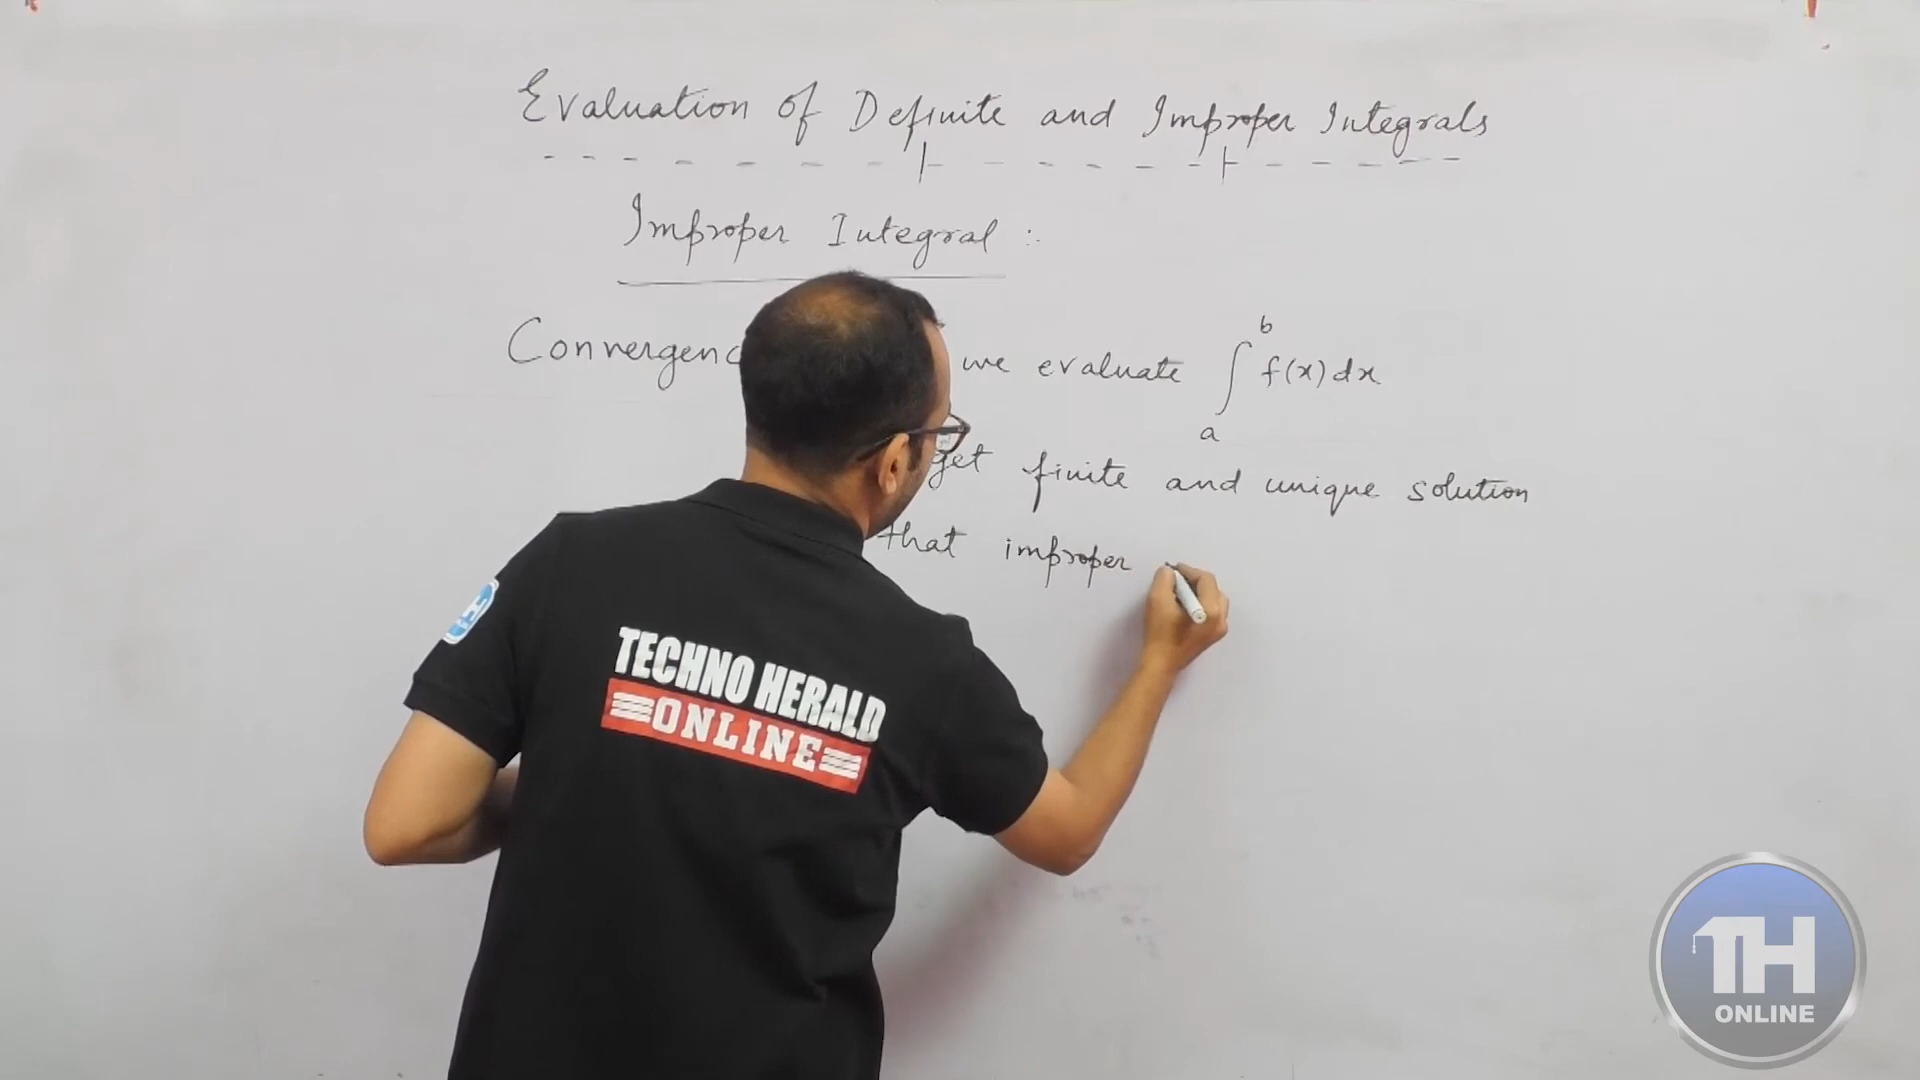 Evaluation of Definite and Improper Integrals
Improper Integral :-
Convergenc we evaluate ∫ₐᵇ f(x) dx
get finite and unique solution
that improper
TECHNO HERALD
ONLINE
TH
ONLINE